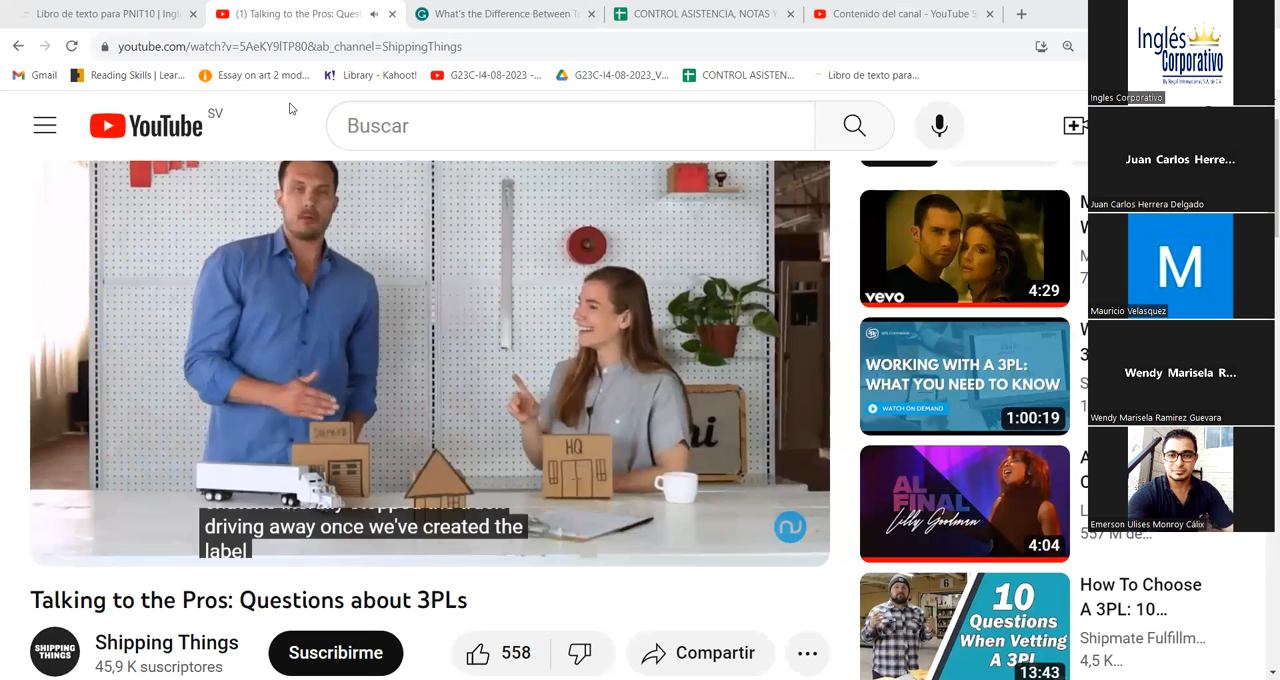 Libro de texto para PNIT10 | Ingl
(1) Talking to the Pros: Quest
What's the Difference Between T
CONTROL ASISTENCIA, NOTAS Y
Contenido del canal - YouTube S
youtube.com/watch?v=5AeKY9lTP80&ab_channel=ShippingThings
Gmail
Reading Skills | Lear...
Essay on art 2 mod...
Library - Kahoot!
G23C-I4-08-2023 -...
G23C-I4-08-2023_V...
CONTROL ASISTEN...
Libro de texto para...
YouTube
SV
Buscar
HQ
driving away once we've created the
label
Talking to the Pros: Questions about 3PLs
SHIPPING
THINGS
Shipping Things
45,9 K suscriptores
Suscribirme
558
Compartir
vevo
4:29
WORKING WITH A 3PL:
WHAT YOU NEED TO KNOW
WATCH ON DEMAND
1:00:19
AL
FINAL
Lilly Goodman
4:04
557 M de...
10
Questions
When Vetting
A 3PL
13:43
How To Choose
A 3PL: 10...
Shipmate Fulfillm...
4,5 K...
Inglés
Corporativo
Ingles Corporativo
Juan Carlos Herre...
Juan Carlos Herrera Delgado
M
Mauricio Velasquez
Wendy Marisela R...
Wendy Marisela Ramirez Guevara
Emerson Ulises Monroy Cálix